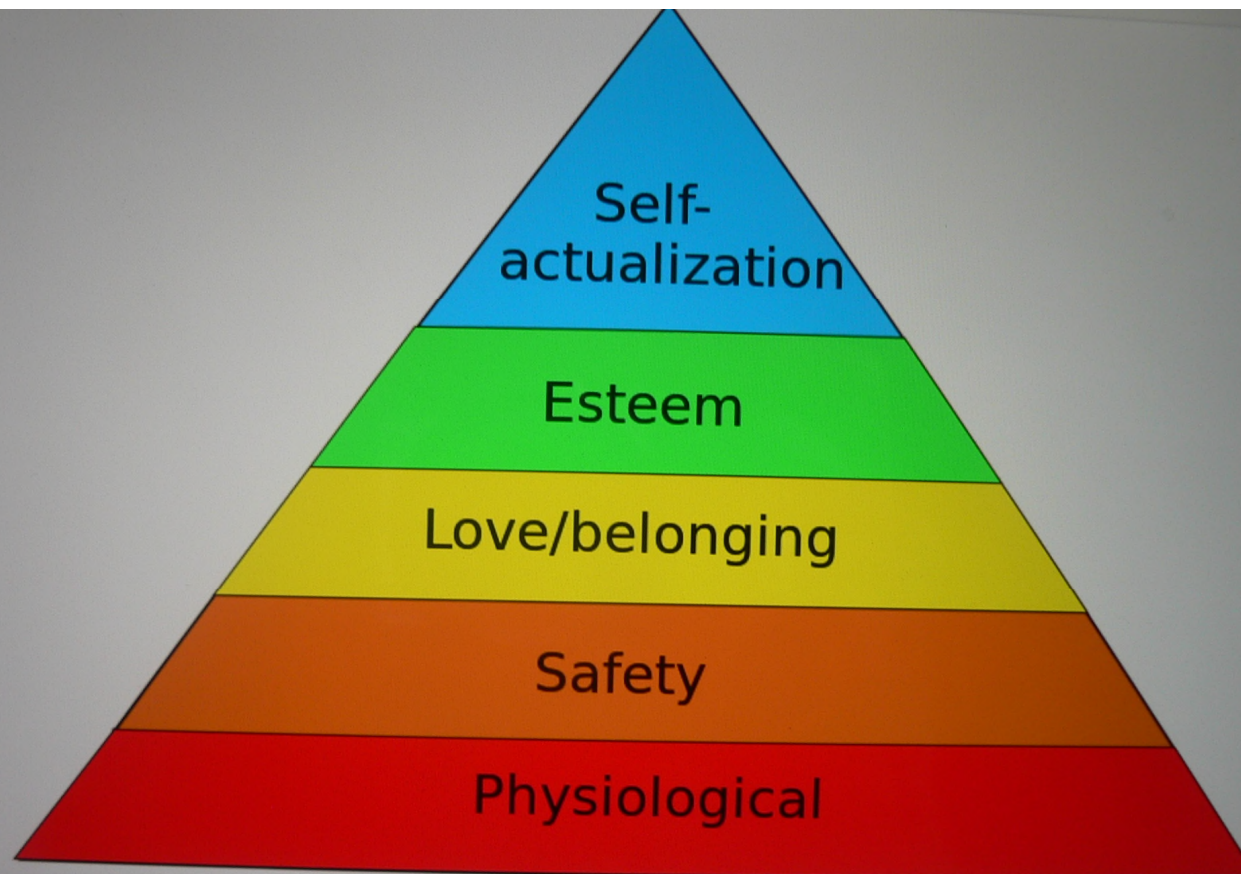 Self-
actualization
Esteem
Love/belonging
Safety
Physiological